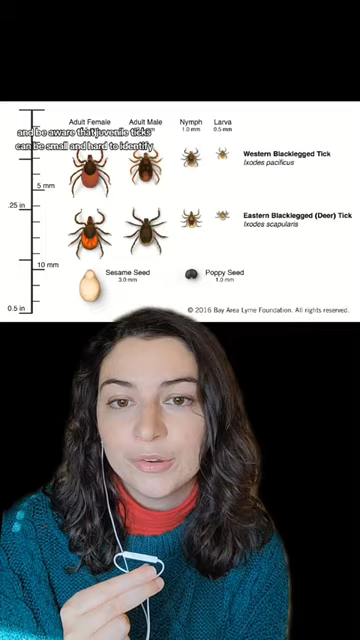 Adult Female Adult Male Nymph Larva
1.0 mm 0.5 mm
and be aware that juvenile ticks
can be small and hard to identify
Western Blacklegged Tick
Ixodes pacificus
5 mm
.25 in
Eastern Blacklegged (Deer) Tick
Ixodes scapularis
10 mm
Sesame Seed
3.0 mm
Poppy Seed
1.0 mm
0.5 in
© 2016 Bay Area Lyme Foundation. All rights reserved.